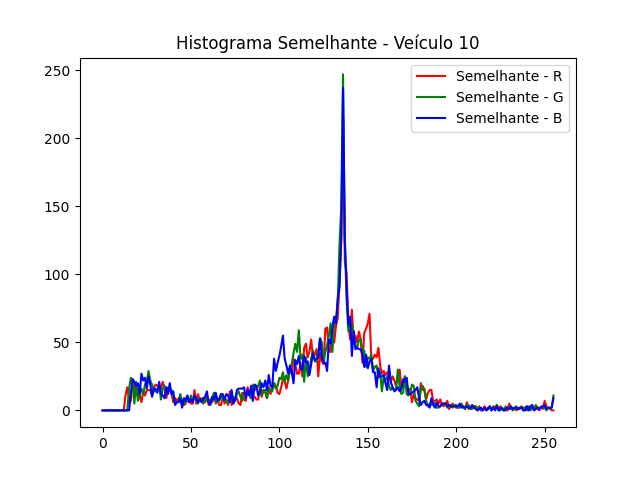 Histograma Semelhante - Veículo 10
Semelhante - R
Semelhante - G
Semelhante - B
250
200
150
100
50
0
0 50 100 150 200 250